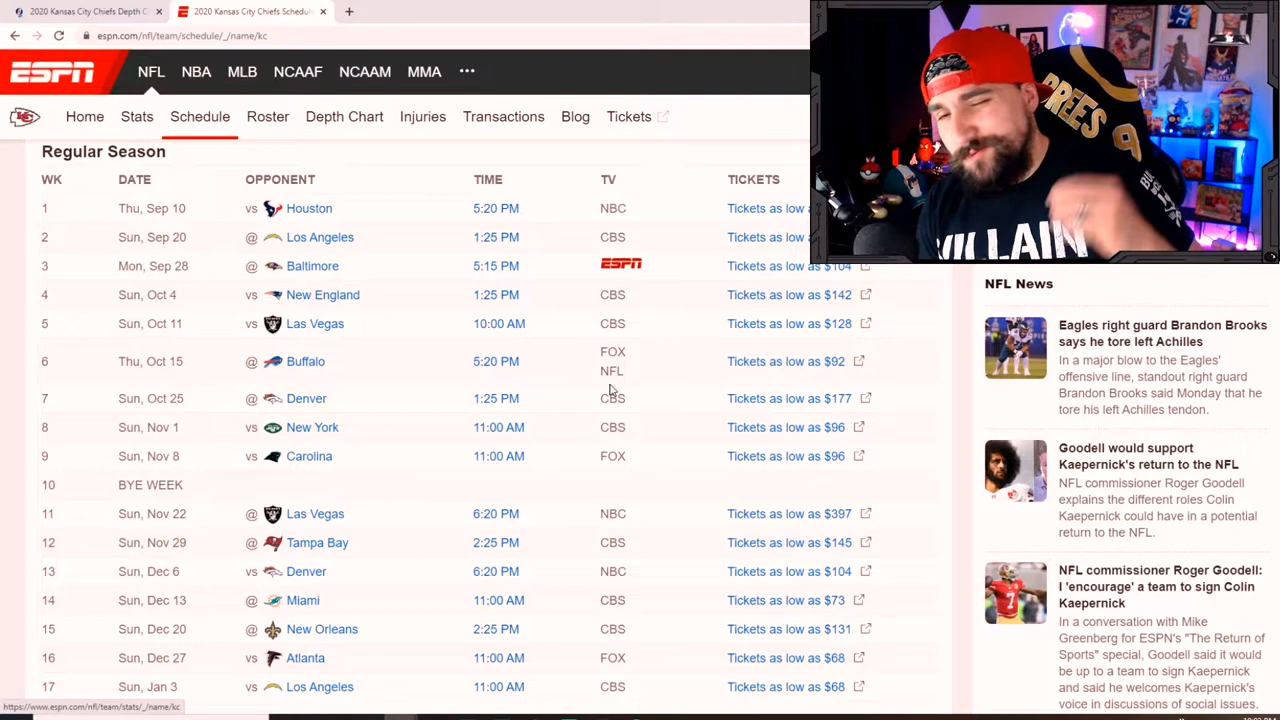 2020 Kansas City Chiefs Depth C
2020 Kansas City Chiefs Schedule
espn.com/nfl/team/schedule/_/name/kc
ESPN NFL NBA MLB NCAAF NCAAM MMA
Home Stats Schedule Roster Depth Chart Injuries Transactions Blog Tickets
Regular Season
WK DATE OPPONENT TIME TV TICKETS
1 Thu, Sep 10 vs Houston 5:20 PM NBC Tickets as low
2 Sun, Sep 20 @ Los Angeles 1:25 PM CBS Tickets as low
3 Mon, Sep 28 @ Baltimore 5:15 PM ESPN Tickets as low as $104
4 Sun, Oct 4 vs New England 1:25 PM CBS Tickets as low as $142
5 Sun, Oct 11 vs Las Vegas 10:00 AM CBS Tickets as low as $128
6 Thu, Oct 15 @ Buffalo 5:20 PM FOX NFL Tickets as low as $92
7 Sun, Oct 25 @ Denver 1:25 PM CBS Tickets as low as $177
8 Sun, Nov 1 vs New York 11:00 AM CBS Tickets as low as $96
9 Sun, Nov 8 vs Carolina 11:00 AM FOX Tickets as low as $96
10 BYE WEEK
11 Sun, Nov 22 @ Las Vegas 6:20 PM NBC Tickets as low as $397
12 Sun, Nov 29 @ Tampa Bay 2:25 PM CBS Tickets as low as $145
13 Sun, Dec 6 vs Denver 6:20 PM NBC Tickets as low as $104
14 Sun, Dec 13 @ Miami 11:00 AM CBS Tickets as low as $73
15 Sun, Dec 20 @ New Orleans 2:25 PM CBS Tickets as low as $131
16 Sun, Dec 27 vs Atlanta 11:00 AM FOX Tickets as low as $68
17 Sun, Jan 3 vs Los Angeles 11:00 AM CBS Tickets as low as $68
https://www.espn.com/nfl/team/stats/_/name/kc
BREES
9
VILLAIN
NFL News
Eagles right guard Brandon Brooks
says he tore left Achilles
In a major blow to the Eagles'
offensive line, standout right guard
Brandon Brooks said Monday that he
tore his left Achilles tendon.
Goodell would support
Kaepernick's return to the NFL
NFL commissioner Roger Goodell
explains the different roles Colin
Kaepernick could have in a potential
return to the NFL.
NFL commissioner Roger Goodell:
I 'encourage' a team to sign Colin
Kaepernick
In a conversation with Mike
Greenberg for ESPN's "The Return of
Sports" special, Goodell said it would
be up to a team to sign Kaepernick
and said he welcomes Kaepernick's
voice in discussions of social issues.